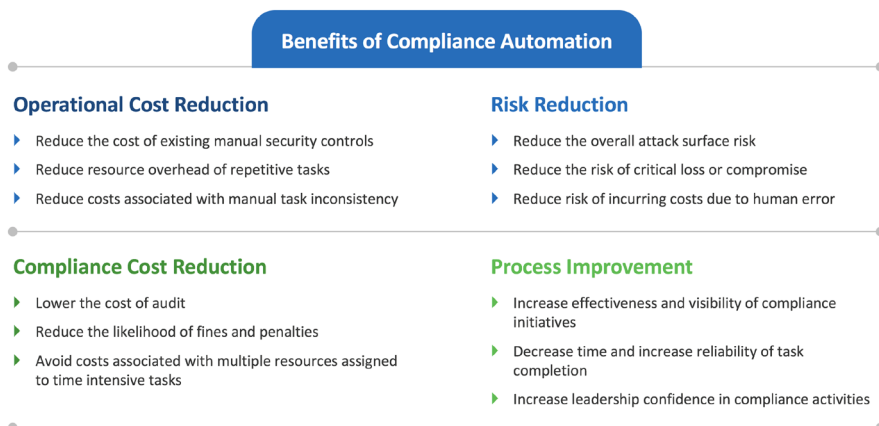 Benefits of Compliance Automation
Operational Cost Reduction
Reduce the cost of existing manual security controls
Reduce resource overhead of repetitive tasks
Reduce costs associated with manual task inconsistency
Risk Reduction
Reduce the overall attack surface risk
Reduce the risk of critical loss or compromise
Reduce risk of incurring costs due to human error
Compliance Cost Reduction
Lower the cost of audit
Reduce the likelihood of fines and penalties
Avoid costs associated with multiple resources assigned
to time intensive tasks
Process Improvement
Increase effectiveness and visibility of compliance
initiatives
Decrease time and increase reliability of task
completion
Increase leadership confidence in compliance activities